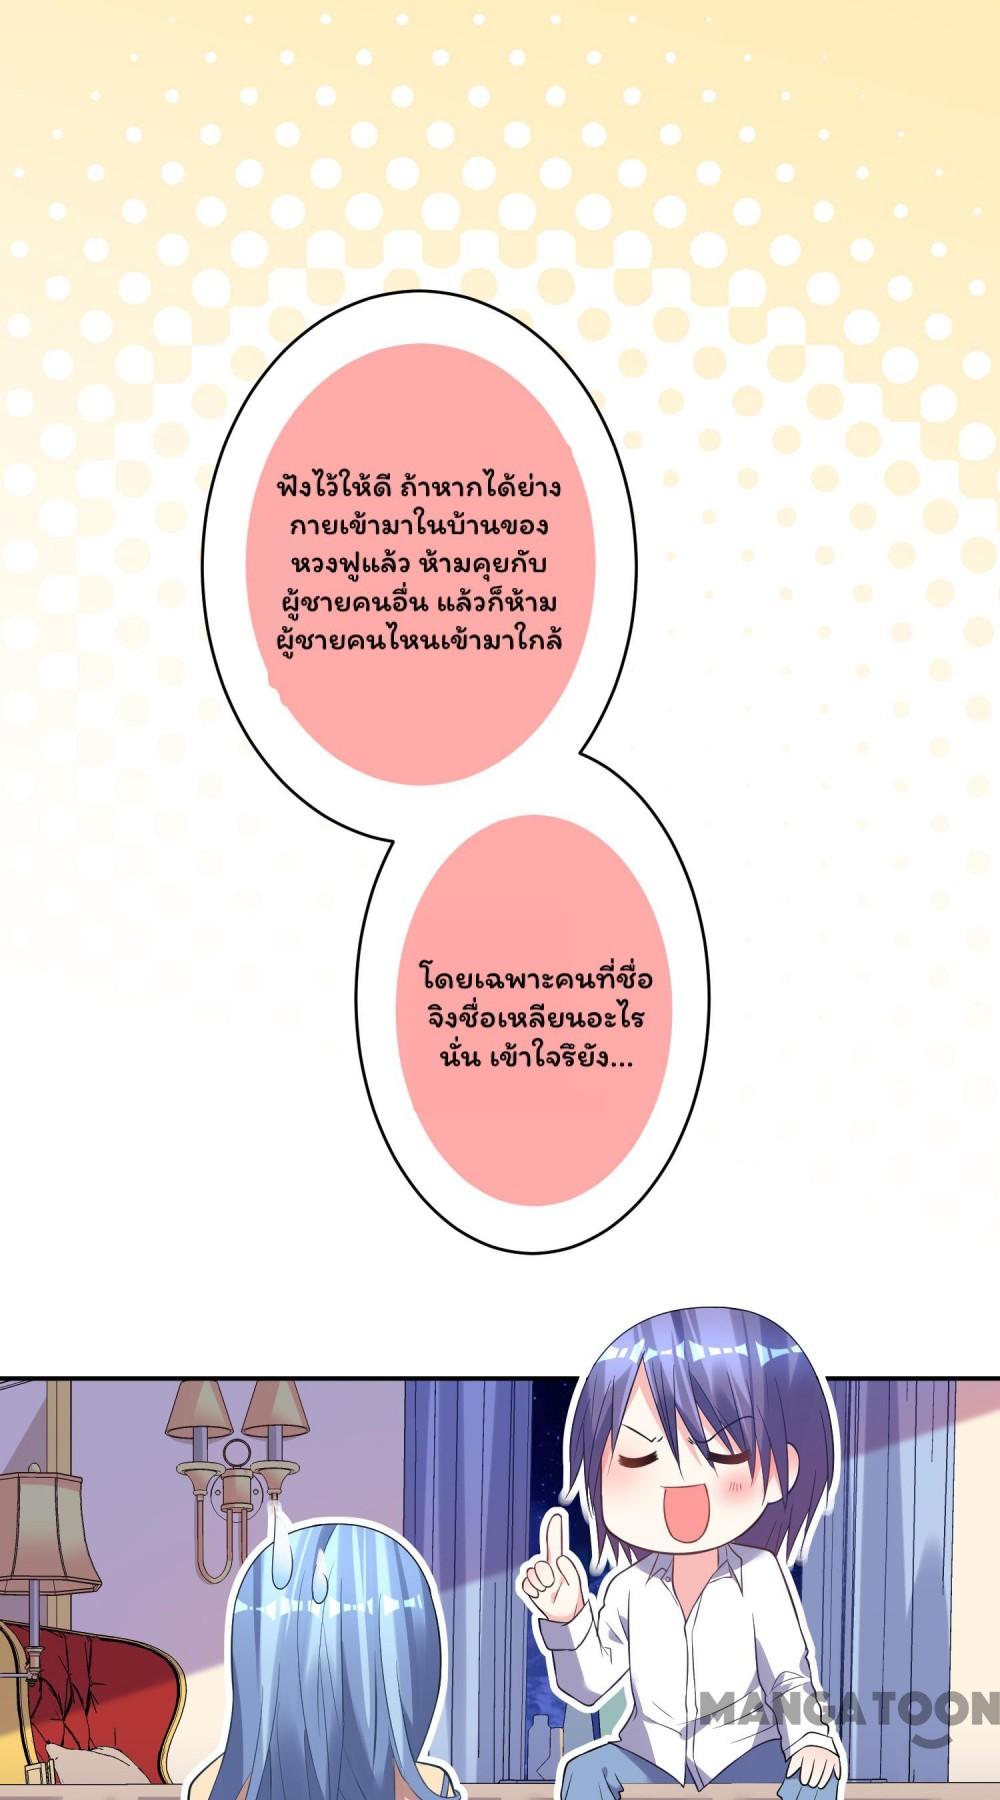 ฟังไว้ให้ดี ถ้าหากได้ย่าง
กายเข้ามาในบ้านของ
หวงฟูแล้ว ห้ามคุยกับ
ผู้ชายคนอื่น แล้วก็ห้าม
ผู้ชายคนไหนเข้ามาใกล้
โดยเฉพาะคนที่ชื่อ
จิงชื่อเหลียนอะไร
นั่น เข้าใจรึยัง...
MANGATOON